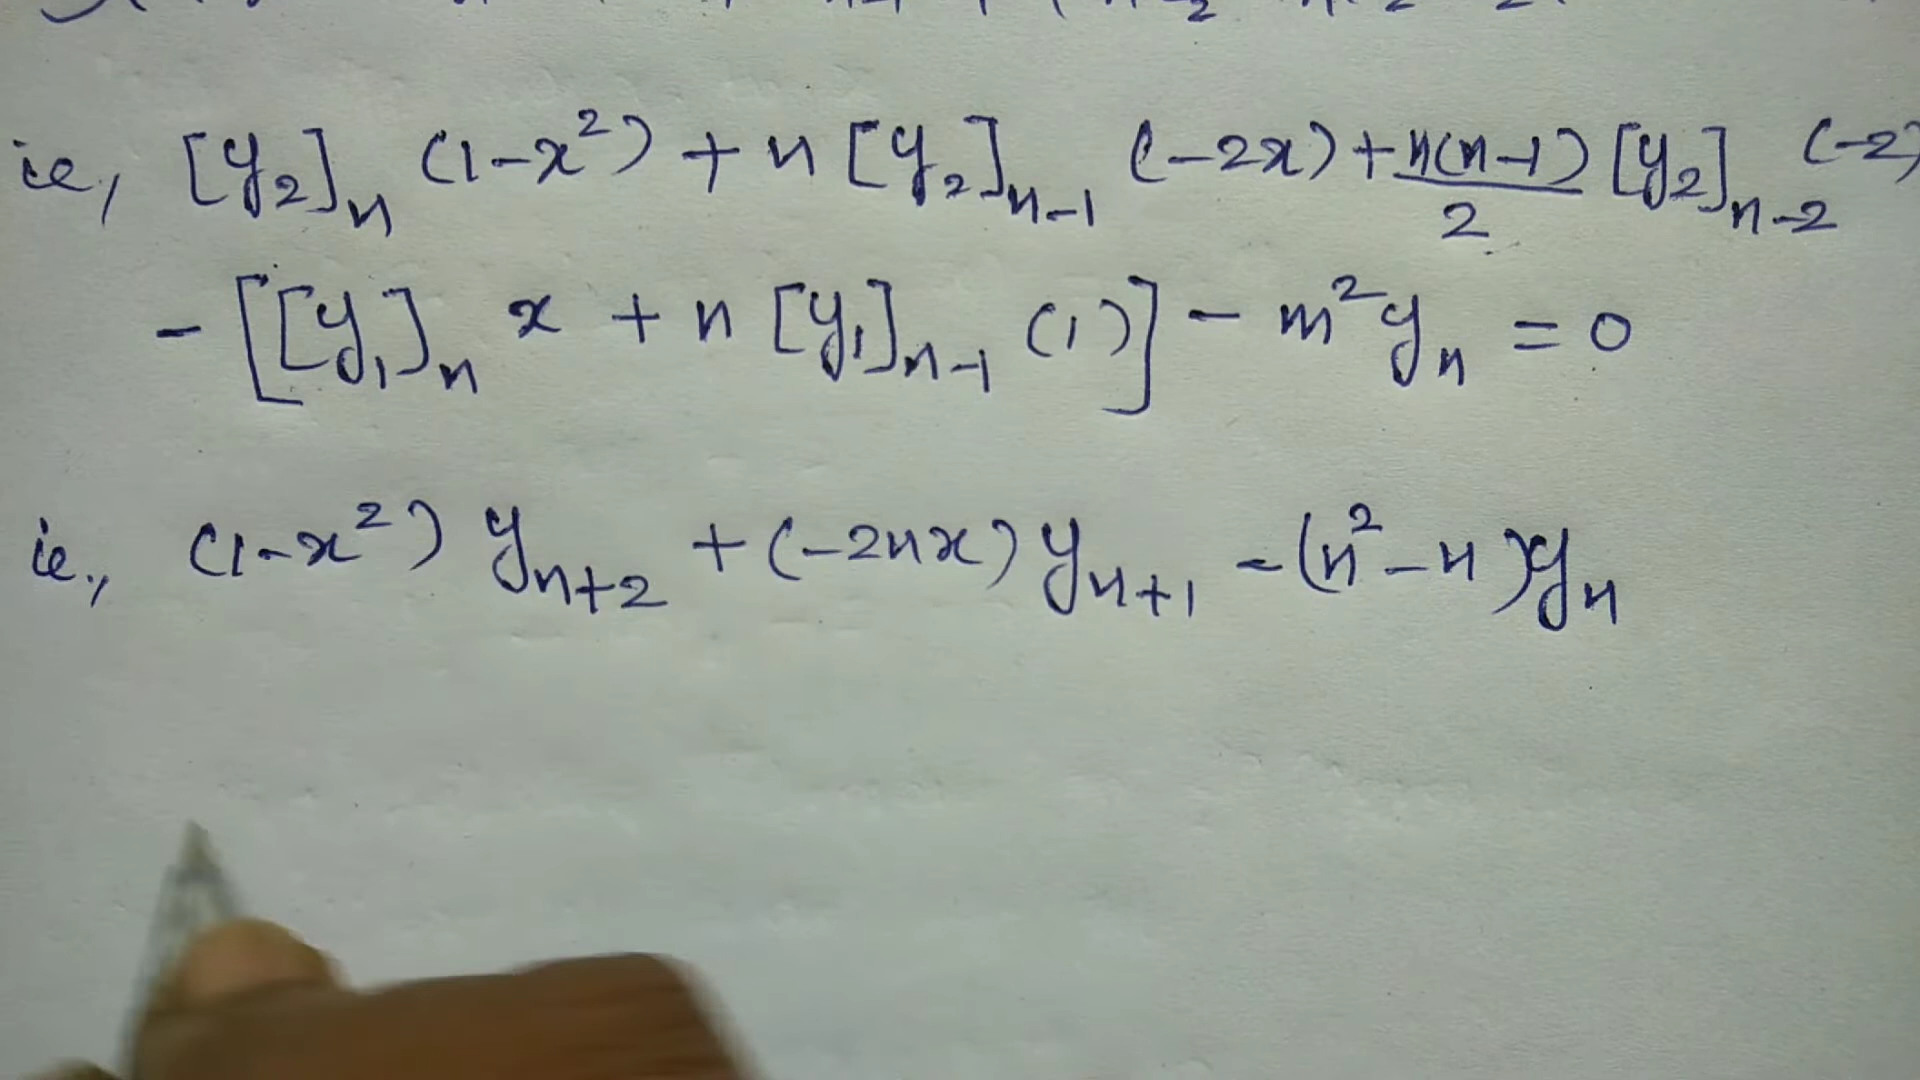 ie, [y₂]ₙ (1-x²) + n [y₂]ₙ₋₁ (-2x) + n(n-1)/2 [y₂]ₙ₋₂ (-2)
- [[y₁]ₙ x + n [y₁]ₙ₋₁ (1)] - m² yₙ = 0
ie., (1-x²) yₙ₊₂ + (-2nx) yₙ₊₁ - (n²-n) yₙ